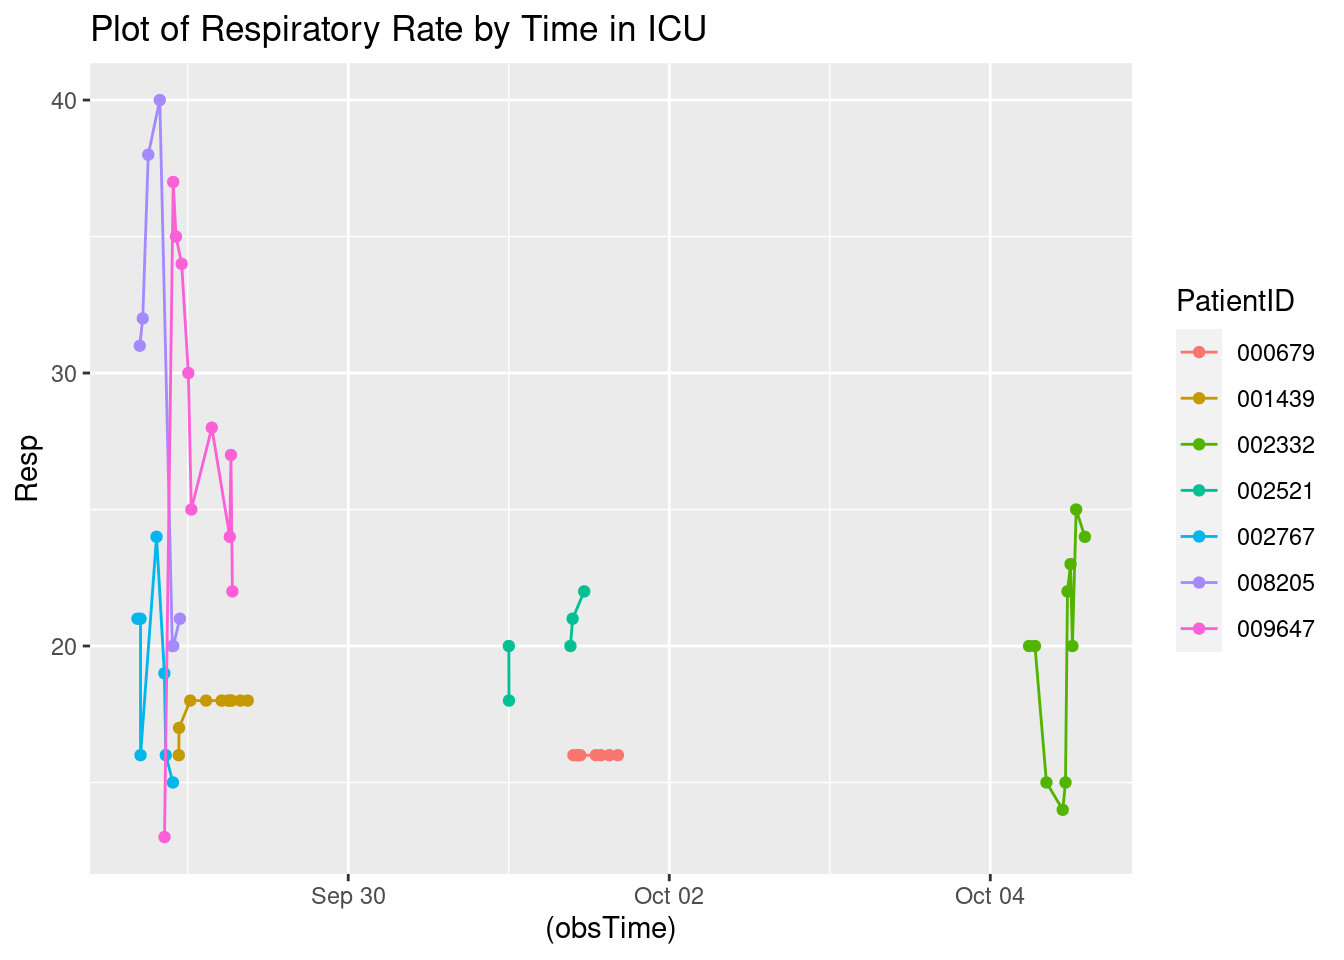 Plot of Respiratory Rate by Time in ICU
40
30
20
Resp
Sep 30
Oct 02
Oct 04
(obsTime)
PatientID
000679
001439
002332
002521
002767
008205
009647